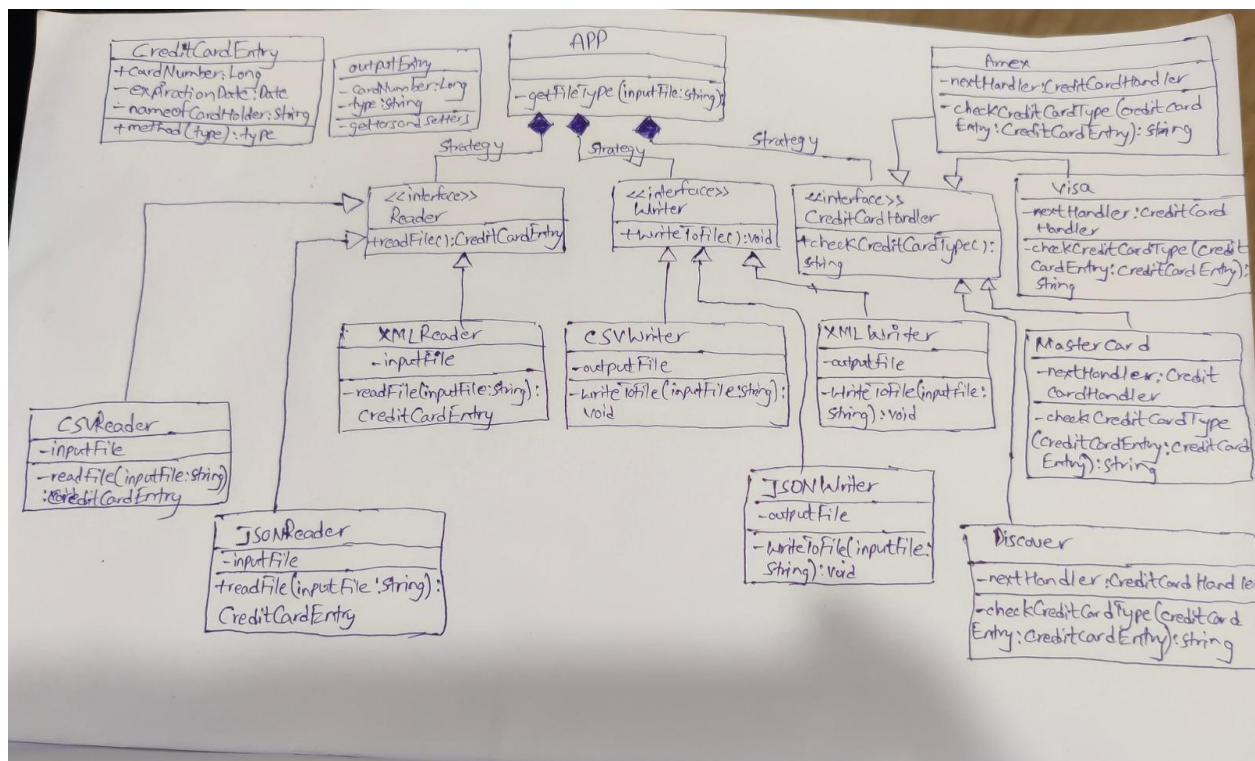 CreditCardEntry
+cardNumber:Long
-expirationDate:Date
-nameofCardHolder:String
+method(type):type
outputEntry
-cardNumber:Long
-type:String
-gettersand setters
APP
-getFileType(inputFile:string)
Strategy
Strategy
Strategy
Amex
-nextHandler:CreditCardHandler
-checkCreditCardType(creditCard
Entry:CreditCardEntry):string
<<interface>>
Reader
+readFile():CreditCardEntry
<<interface>>
Writer
+WriteToFile():void
<<interface>>
CreditCardHandler
+checkCreditCardType():
string
Visa
-nextHandler:CreditCard
Handler
-checkCreditCardType(Credit
CardEntry:CreditCardEntry):
string
XMLReader
-inputFile
-readFile(inputFile:string):
CreditCardEntry
CSVWriter
-outputFile
-WriteToFile(inputFile:string):
void
XMLWriter
-outputFile
-WriteToFile(inputfile:
String):void
MasterCard
-nextHandler:Credit
CardHandler
-checkCreditCardType
(CreditCardEntry:CreditCard
Entry):string
CSVReader
-inputFile
-readFile(inputFile:string)
:CreditCardEntry
JSONReader
-inputFile
+readFile(inputFile:string):
CreditCardEntry
JSONWriter
-outputFile
-WriteToFile(inputFile:
string):void
Discover
-nextHandler:CreditCardHandle
-checkCreditCardType(creditCard
Entry:CreditCardEntry):string